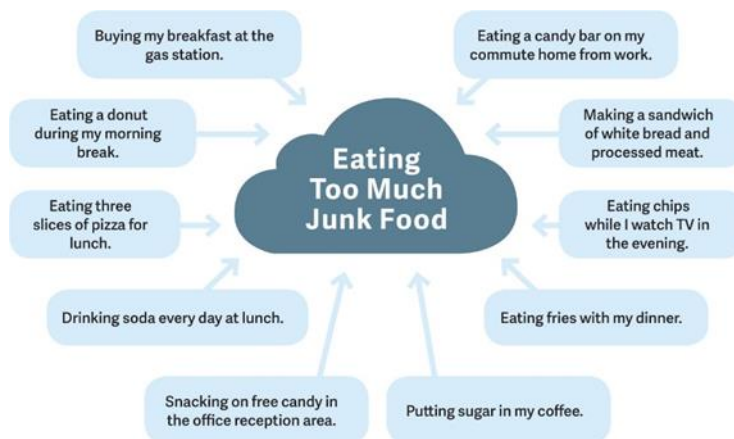 Buying my breakfast at the
gas station.
Eating a candy bar on my
commute home from work.
Eating a donut
during my morning
break.
Eating
Too Much
Junk Food
Making a sandwich
of white bread and
processed meat.
Eating three
slices of pizza for
lunch.
Eating chips
while I watch TV in
the evening.
Drinking soda every day at lunch.
Eating fries with my dinner.
Snacking on free candy in
the office reception area.
Putting sugar in my coffee.